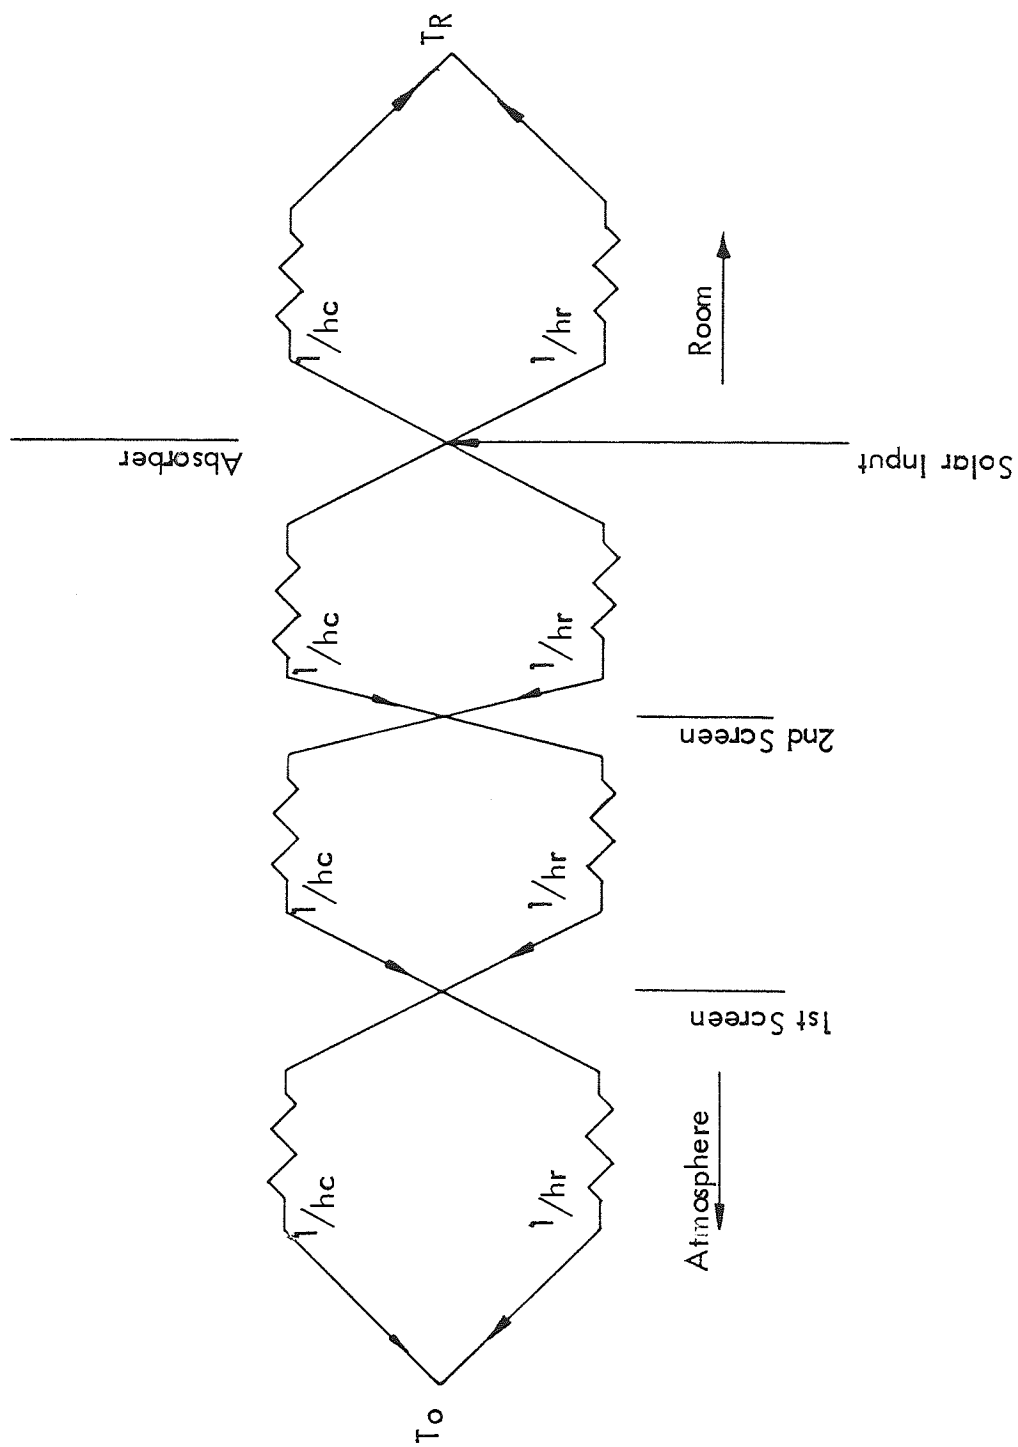 TR
1/hc
1/hr
Room
Absorber
Solar Input
1/hc
1/hr
2nd Screen
1/hc
1/hr
1st Screen
1/hc
1/hr
Atmosphere
To